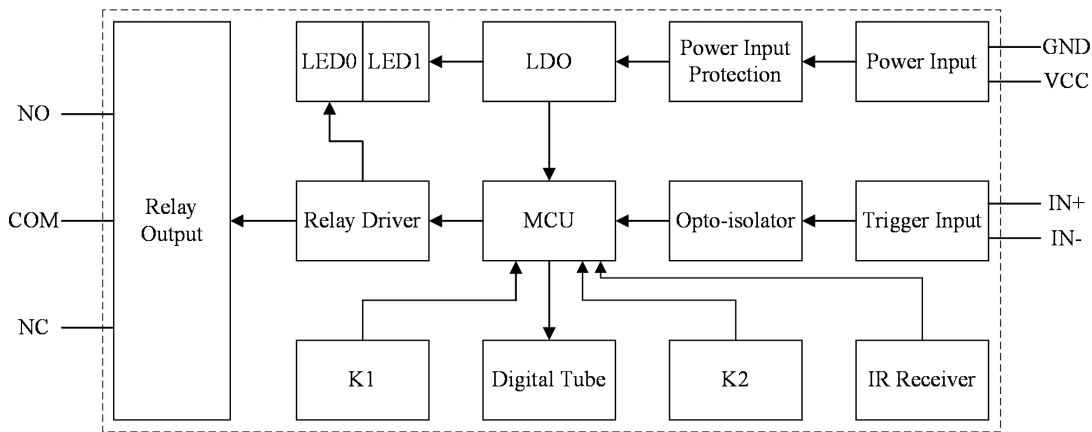 LED0 LED1
LDO
Power Input
Protection
Power Input
GND
VCC
NO
COM
NC
Relay
Output
Relay Driver
MCU
Opto-isolator
Trigger Input
IN+
IN-
K1
Digital Tube
K2
IR Receiver